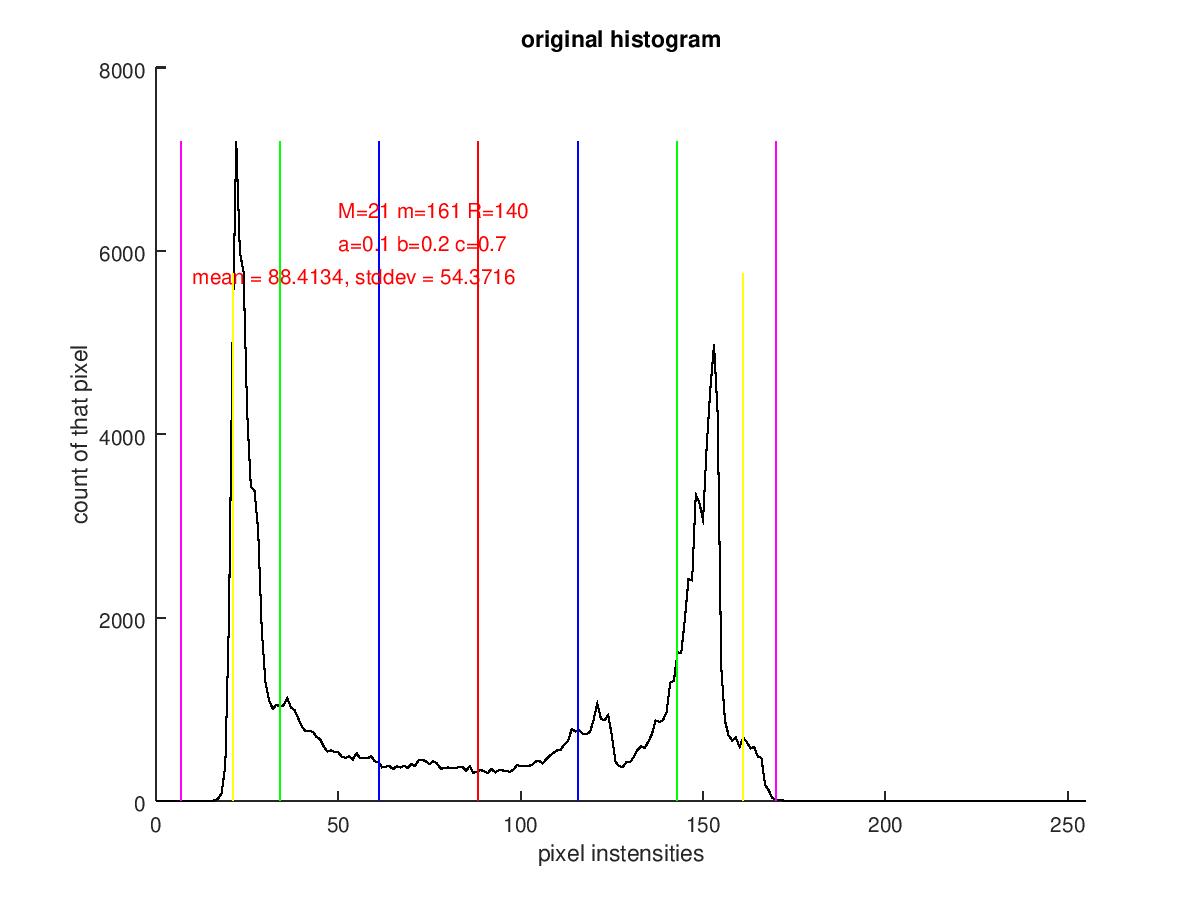 original histogram
8000
6000
4000
2000
0
count of that pixel
M=21 m=161 R=140
a=0.1 b=0.2 c=0.7
mean = 88.4134, stddev = 54.3716
0 50 100 150 200 250
pixel instensities